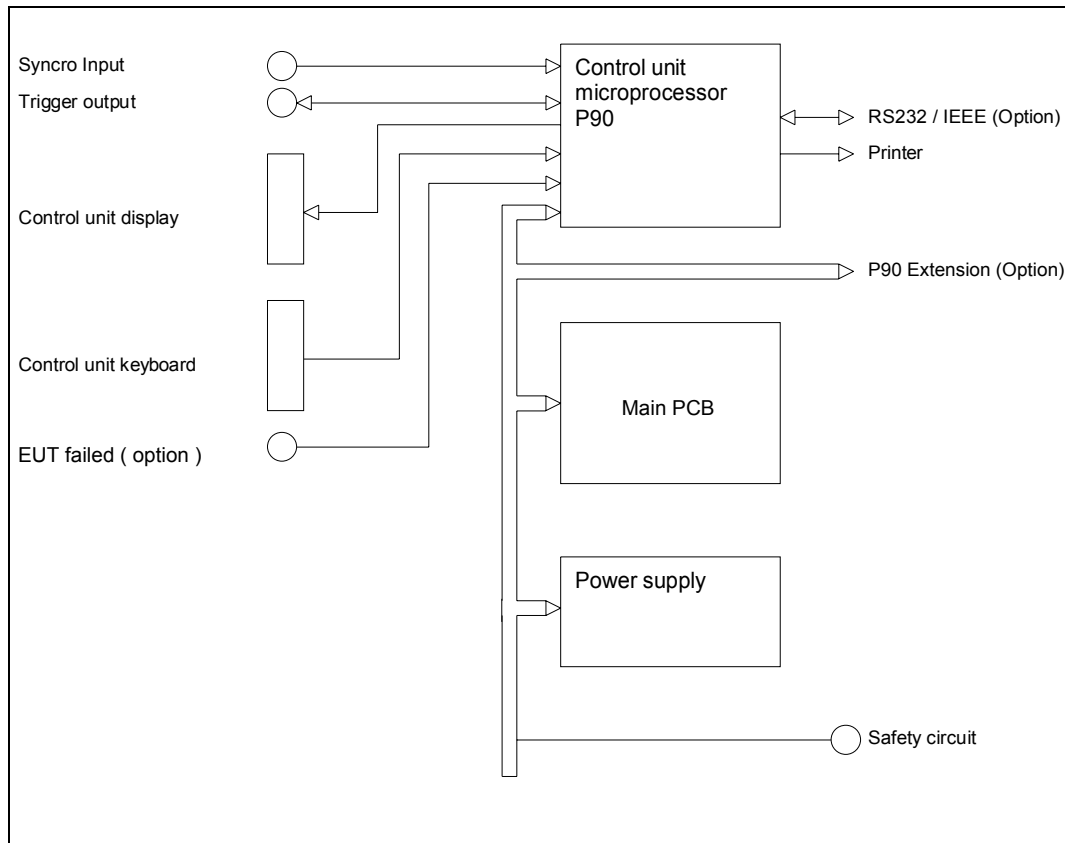 Syncro Input
Trigger output
Control unit
microprocessor
P90
RS232 / IEEE (Option)
Printer
Control unit display
P90 Extension (Option)
Control unit keyboard
Main PCB
EUT failed ( option )
Power supply
Safety circuit